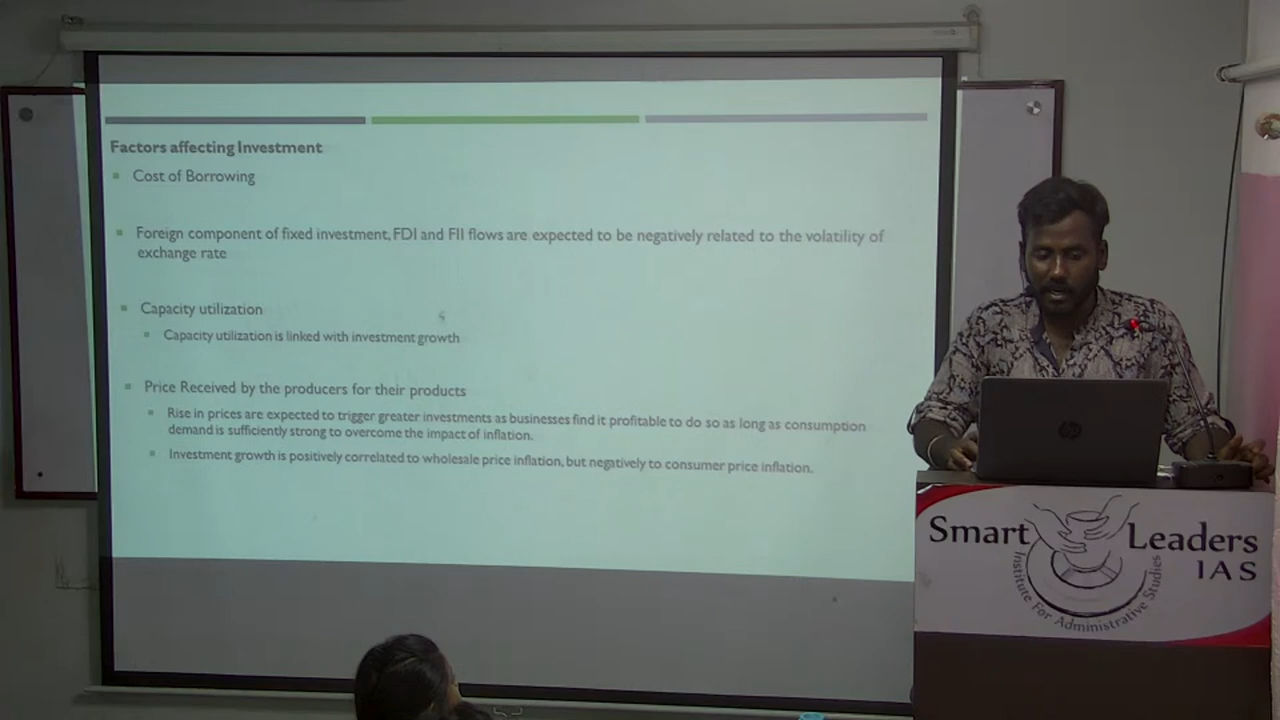 Factors affecting Investment
Cost of Borrowing
Foreign component of fixed investment, FDI and FII flows are expected to be negatively related to the volatility of
exchange rate
Capacity utilization
Capacity utilization is linked with investment growth
Price Received by the producers for their products
Rise in prices are expected to trigger greater investments as businesses find it profitable to do so as long as consumption
demand is sufficiently strong to overcome the impact of inflation.
Investment growth is positively correlated to wholesale price inflation, but negatively to consumer price inflation.
hp
Smart Leaders
IAS
Institute For Administrative Studies